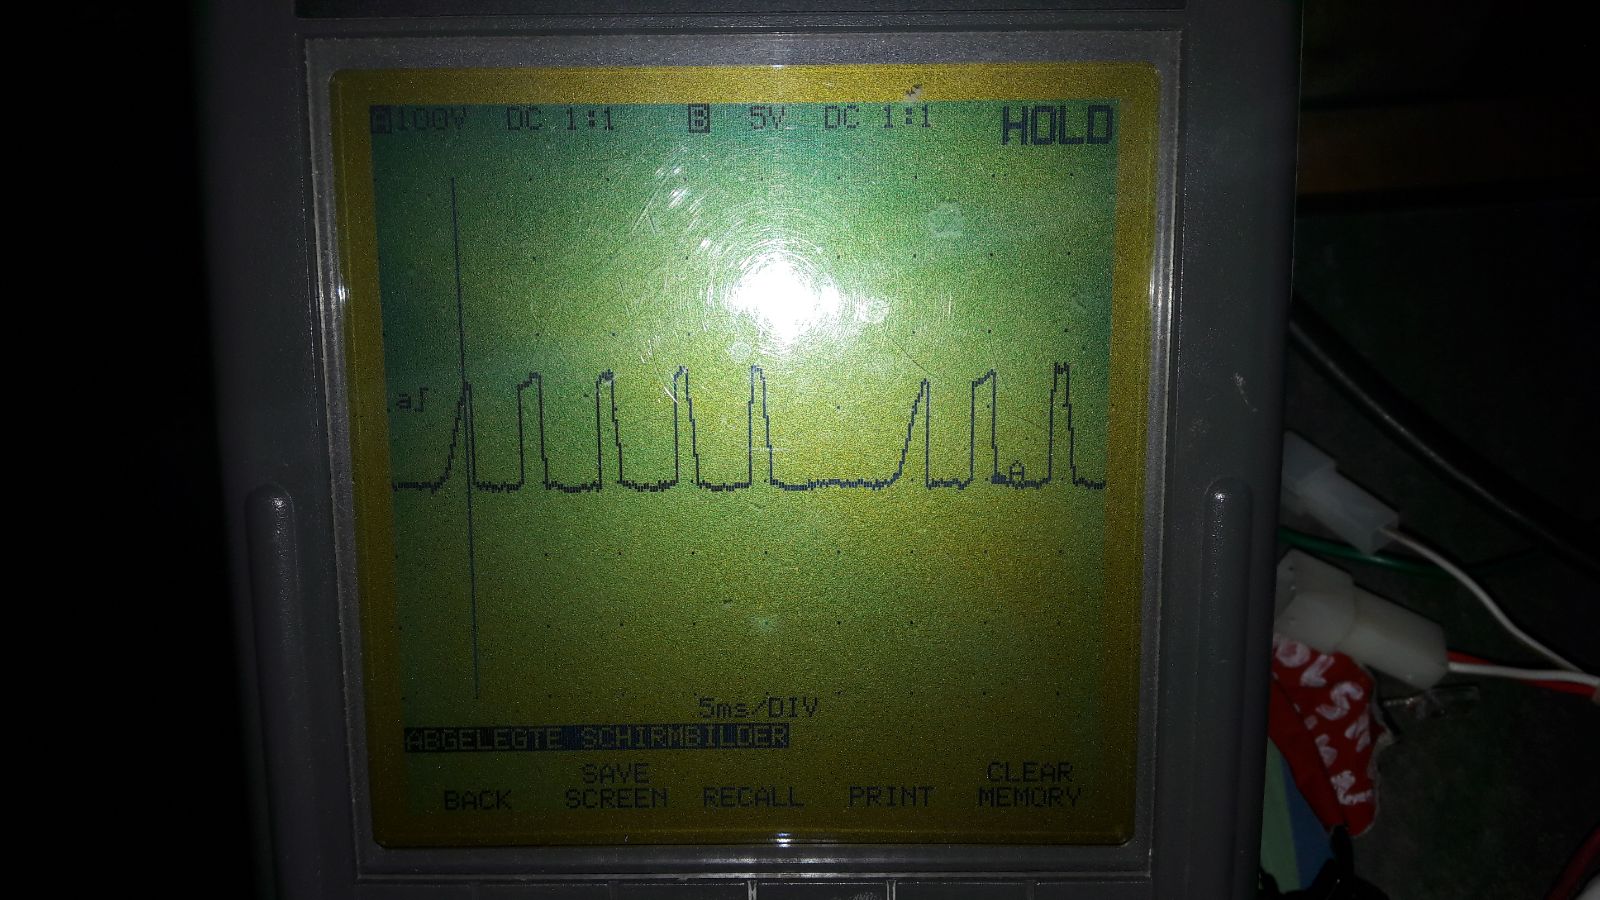 A 100V DC 1:1 B 5V DC 1:1 HOLD
a
A
5ms/DIV
ABGELEGTE SCHIRMBILDER
BACK SAVE SCREEN RECALL PRINT CLEAR MEMORY